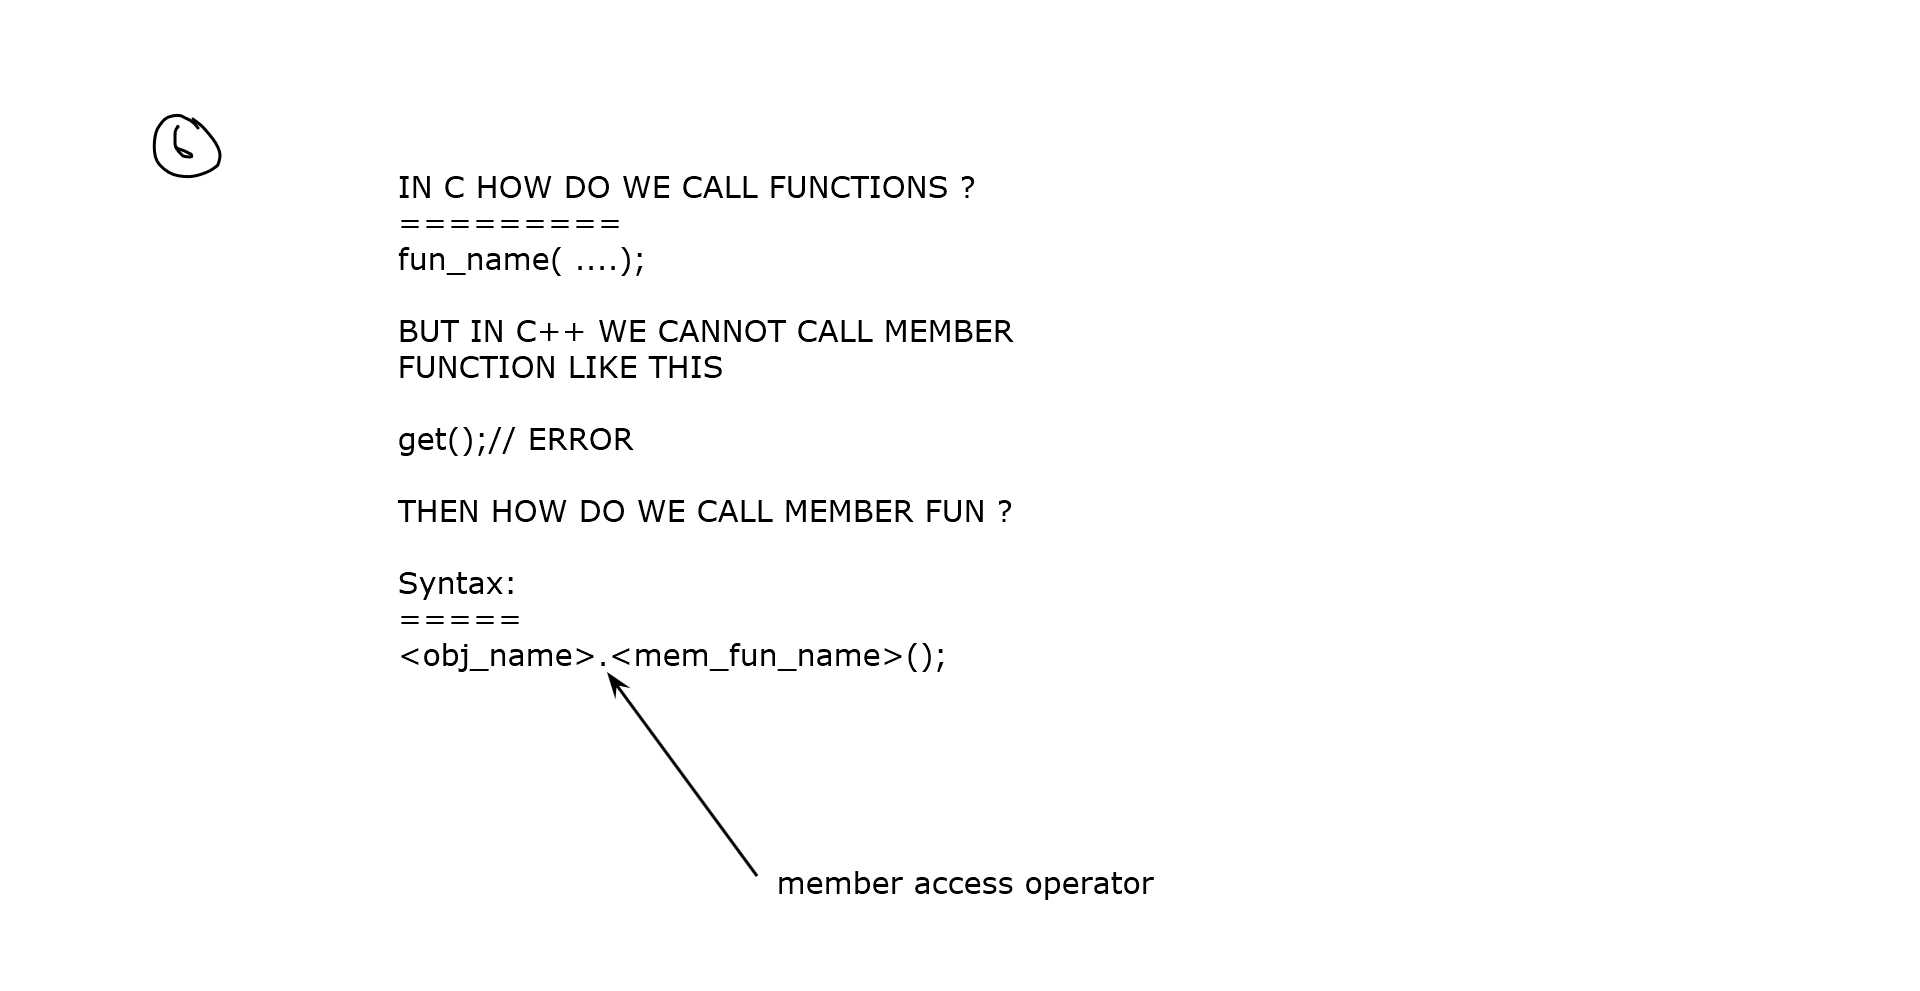 6
IN C HOW DO WE CALL FUNCTIONS ?
=========
fun_name( ....);
BUT IN C++ WE CANNOT CALL MEMBER
FUNCTION LIKE THIS
get();// ERROR
THEN HOW DO WE CALL MEMBER FUN ?
Syntax:
=====
<obj_name>.<mem_fun_name>();
member access operator